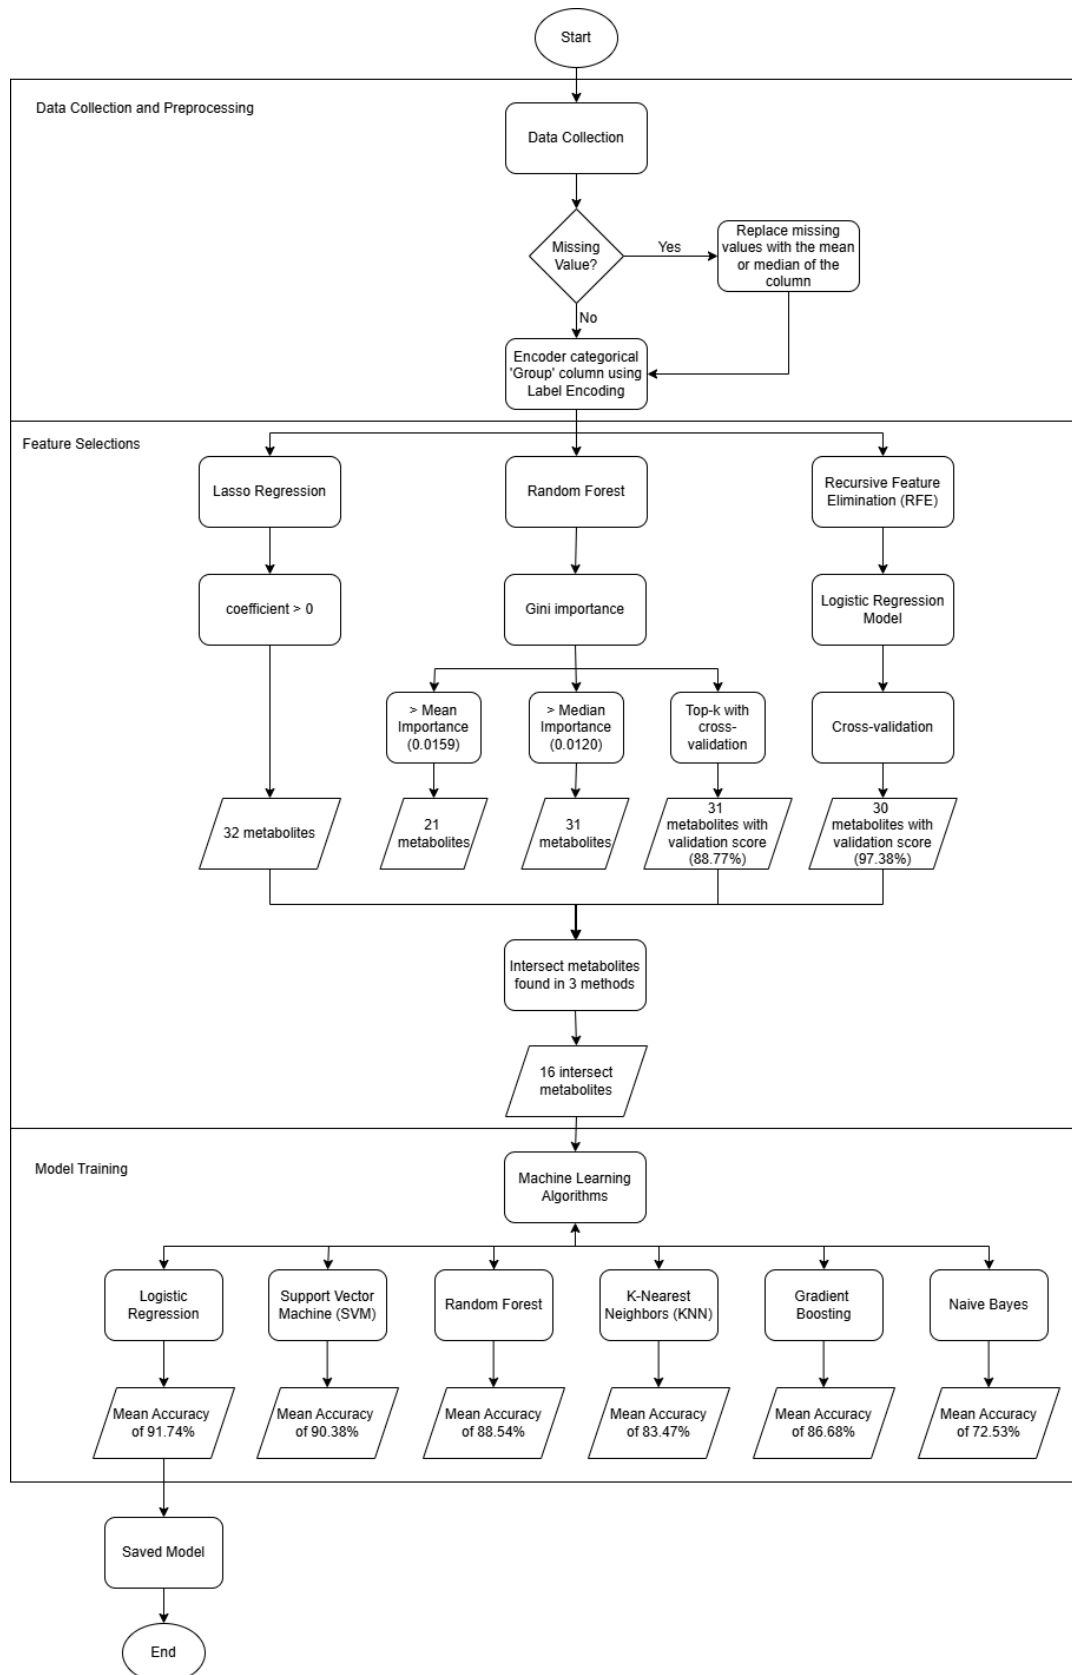 Start
Data Collection and Preprocessing
Data Collection
Missing
Value?
Yes
Replace missing
values with the mean
or median of the
column
No
Encoder categorical
'Group' column using
Label Encoding
Feature Selections
Lasso Regression
Random Forest
Recursive Feature
Elimination (RFE)
coefficient > 0
Gini importance
Logistic Regression
Model
> Mean
Importance
(0.0159)
> Median
Importance
(0.0120)
Top-k with
cross-
validation
Cross-validation
32 metabolites
21
metabolites
31
metabolites
31
metabolites with
validation score
(88.77%)
30
metabolites with
validation score
(97.38%)
Intersect metabolites
found in 3 methods
16 intersect
metabolites
Model Training
Machine Learning
Algorithms
Logistic
Regression
Support Vector
Machine (SVM)
Random Forest
K-Nearest
Neighbors (KNN)
Gradient
Boosting
Naive Bayes
Mean Accuracy
of 91.74%
Mean Accuracy
of 90.38%
Mean Accuracy
of 88.54%
Mean Accuracy
of 83.47%
Mean Accuracy
of 86.68%
Mean Accuracy
of 72.53%
Saved Model
End